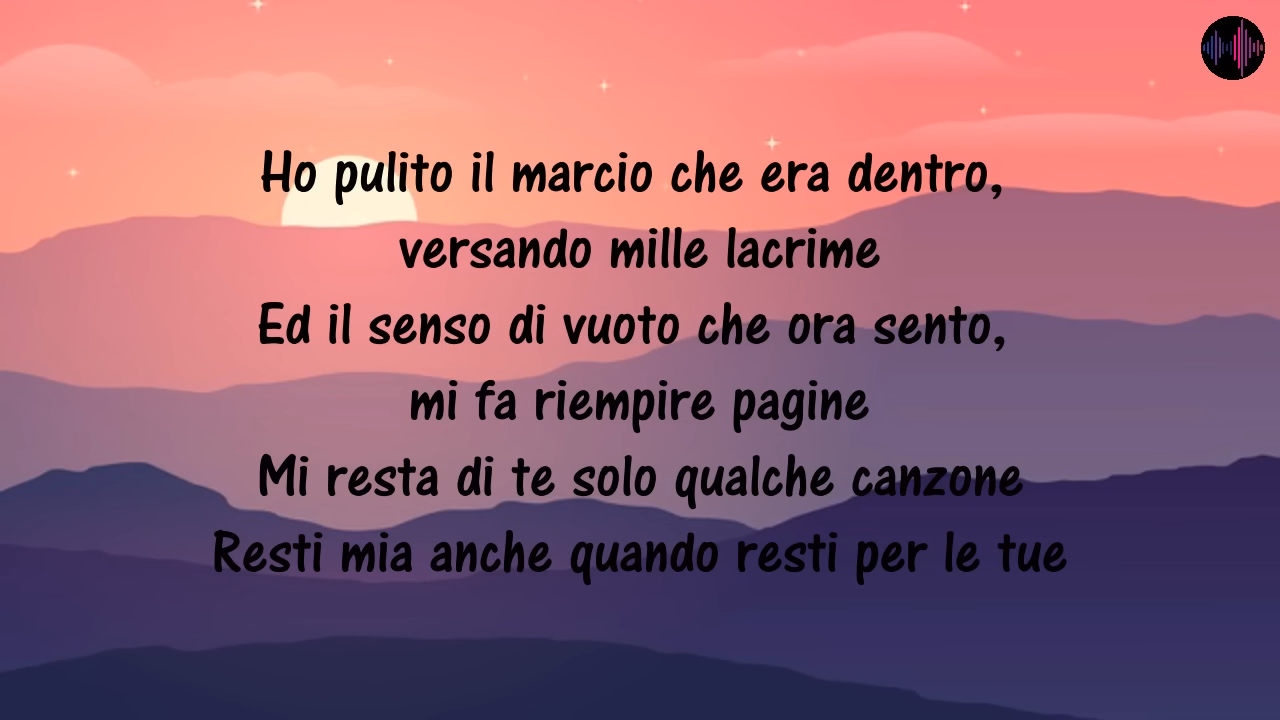 Ho pulito il marcio che era dentro,
versando mille lacrime
Ed il senso di vuoto che ora sento,
mi fa riempire pagine
Mi resta di te solo qualche canzone
Resti mia anche quando resti per le tue